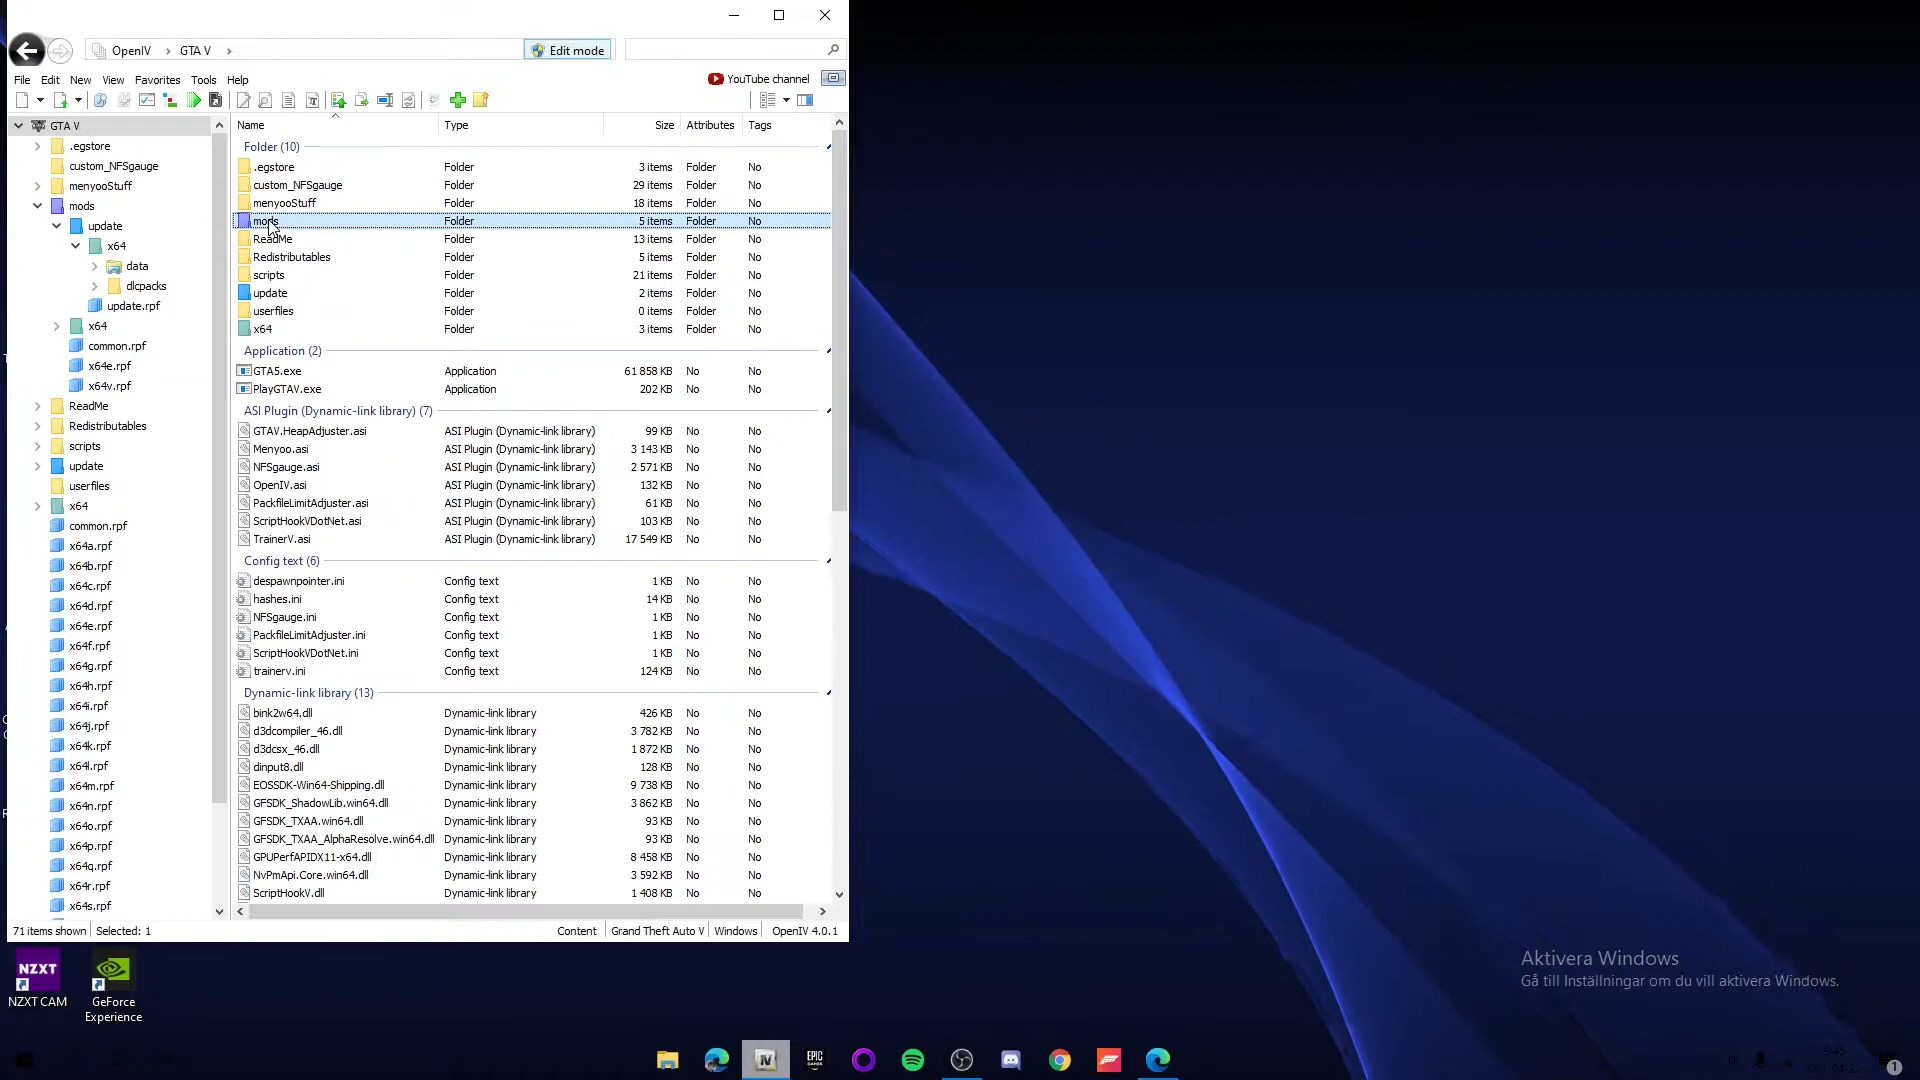 OpenIV GTA V Edit mode
File Edit New View Favorites Tools Help YouTube channel
GTA V
.egstore
custom_NFSgauge
menyooStuff
mods
update
x64
data
dlcpacks
update.rpf
x64
common.rpf
x64e.rpf
x64v.rpf
ReadMe
Redistributables
scripts
update
userfiles
x64
common.rpf
x64a.rpf
x64b.rpf
x64c.rpf
x64d.rpf
x64e.rpf
x64f.rpf
x64g.rpf
x64h.rpf
x64i.rpf
x64j.rpf
x64k.rpf
x64l.rpf
x64m.rpf
x64n.rpf
x64o.rpf
x64p.rpf
x64q.rpf
x64r.rpf
x64s.rpf
Name Type Size Attributes Tags
Folder (10)
.egstore Folder 3 items Folder No
custom_NFSgauge Folder 29 items Folder No
menyooStuff Folder 18 items Folder No
mods Folder 5 items Folder No
ReadMe Folder 13 items Folder No
Redistributables Folder 5 items Folder No
scripts Folder 21 items Folder No
update Folder 2 items Folder No
userfiles Folder 0 items Folder No
x64 Folder 3 items Folder No
Application (2)
GTA5.exe Application 61 858 KB No No
PlayGTAV.exe Application 202 KB No No
ASI Plugin (Dynamic-link library) (7)
GTAV.HeapAdjuster.asi ASI Plugin (Dynamic-link library) 99 KB No No
Menyoo.asi ASI Plugin (Dynamic-link library) 3 143 KB No No
NFSgauge.asi ASI Plugin (Dynamic-link library) 2 571 KB No No
OpenIV.asi ASI Plugin (Dynamic-link library) 132 KB No No
PackfileLimitAdjuster.asi ASI Plugin (Dynamic-link library) 61 KB No No
ScriptHookVDotNet.asi ASI Plugin (Dynamic-link library) 103 KB No No
TrainerV.asi ASI Plugin (Dynamic-link library) 17 549 KB No No
Config text (6)
despawnpointer.ini Config text 1 KB No No
hashes.ini Config text 14 KB No No
NFSgauge.ini Config text 1 KB No No
PackfileLimitAdjuster.ini Config text 1 KB No No
ScriptHookVDotNet.ini Config text 1 KB No No
trainerv.ini Config text 124 KB No No
Dynamic-link library (13)
bink2w64.dll Dynamic-link library 426 KB No No
d3dcompiler_46.dll Dynamic-link library 3 782 KB No No
d3dcsx_46.dll Dynamic-link library 1 872 KB No No
dinput8.dll Dynamic-link library 128 KB No No
EOSSDK-Win64-Shipping.dll Dynamic-link library 9 738 KB No No
GFSDK_ShadowLib.win64.dll Dynamic-link library 3 862 KB No No
GFSDK_TXAA.win64.dll Dynamic-link library 93 KB No No
GFSDK_TXAA_AlphaResolve.win64.dll Dynamic-link library 93 KB No No
GPUPerfAPIDX11-x64.dll Dynamic-link library 8 458 KB No No
NvPmApi.Core.win64.dll Dynamic-link library 3 592 KB No No
ScriptHookV.dll Dynamic-link library 1 408 KB No No
71 items shown Selected: 1 Content Grand Theft Auto V Windows OpenIV 4.0.1
NZXT
NZXT CAM
GeForce
Experience
Aktivera Windows
Gå till Inställningar om du vill aktivera Windows.
IV
EPIC
GAMES
1